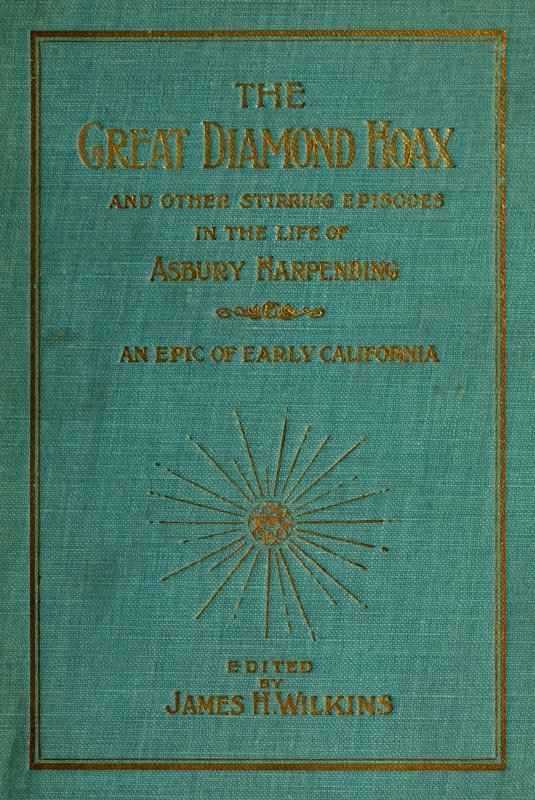 THE
GREAT DIAMOND HOAX
AND OTHER STIRRING EPISODES
IN THE LIFE OF
ASBURY HARPENDING
AN EPIC OF EARLY CALIFORNIA
EDITED
BY
JAMES H. WILKINS